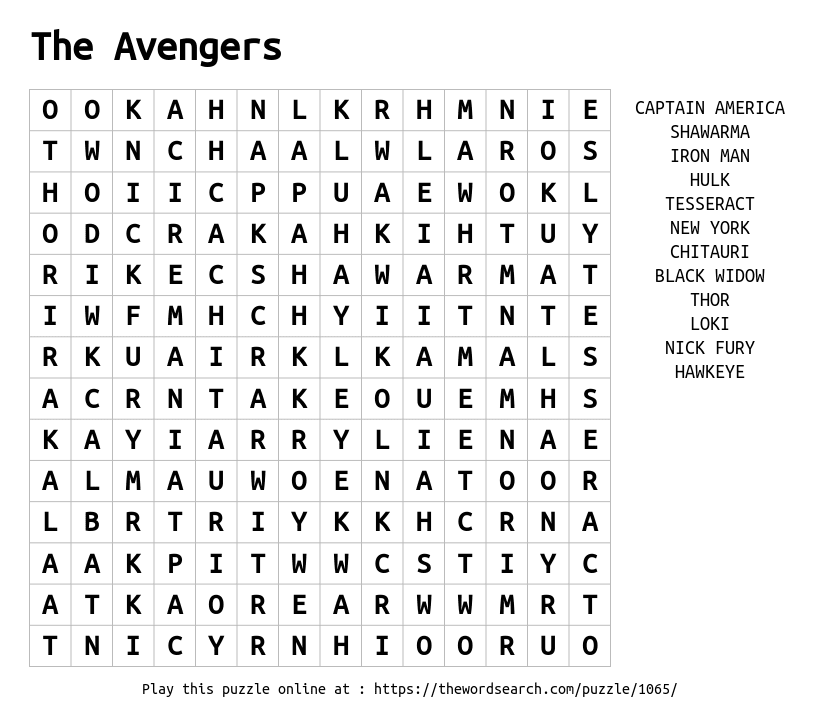 The Avengers
O O K A H N L K R H M N I E
T W N C H A A L W L A R O S
H O I I C P P U A E W O K L
O D C R A K A H K I H T U Y
R I K E C S H A W A R M A T
I W F M H C H Y I I T N T E
R K U A I R K L K A M A L S
A C R N T A K E O U E M H S
K A Y I A R R Y L I E N A E
A L M A U W O E N A T O O R
L B R T R I Y K K H C R N A
A A K P I T W W C S T I Y C
A T K A O R E A R W W M R T
T N I C Y R N H I O O R U O
CAPTAIN AMERICA
SHAWARMA
IRON MAN
HULK
TESSERACT
NEW YORK
CHITAURI
BLACK WIDOW
THOR
LOKI
NICK FURY
HAWKEYE
Play this puzzle online at : https://thewordsearch.com/puzzle/1065/